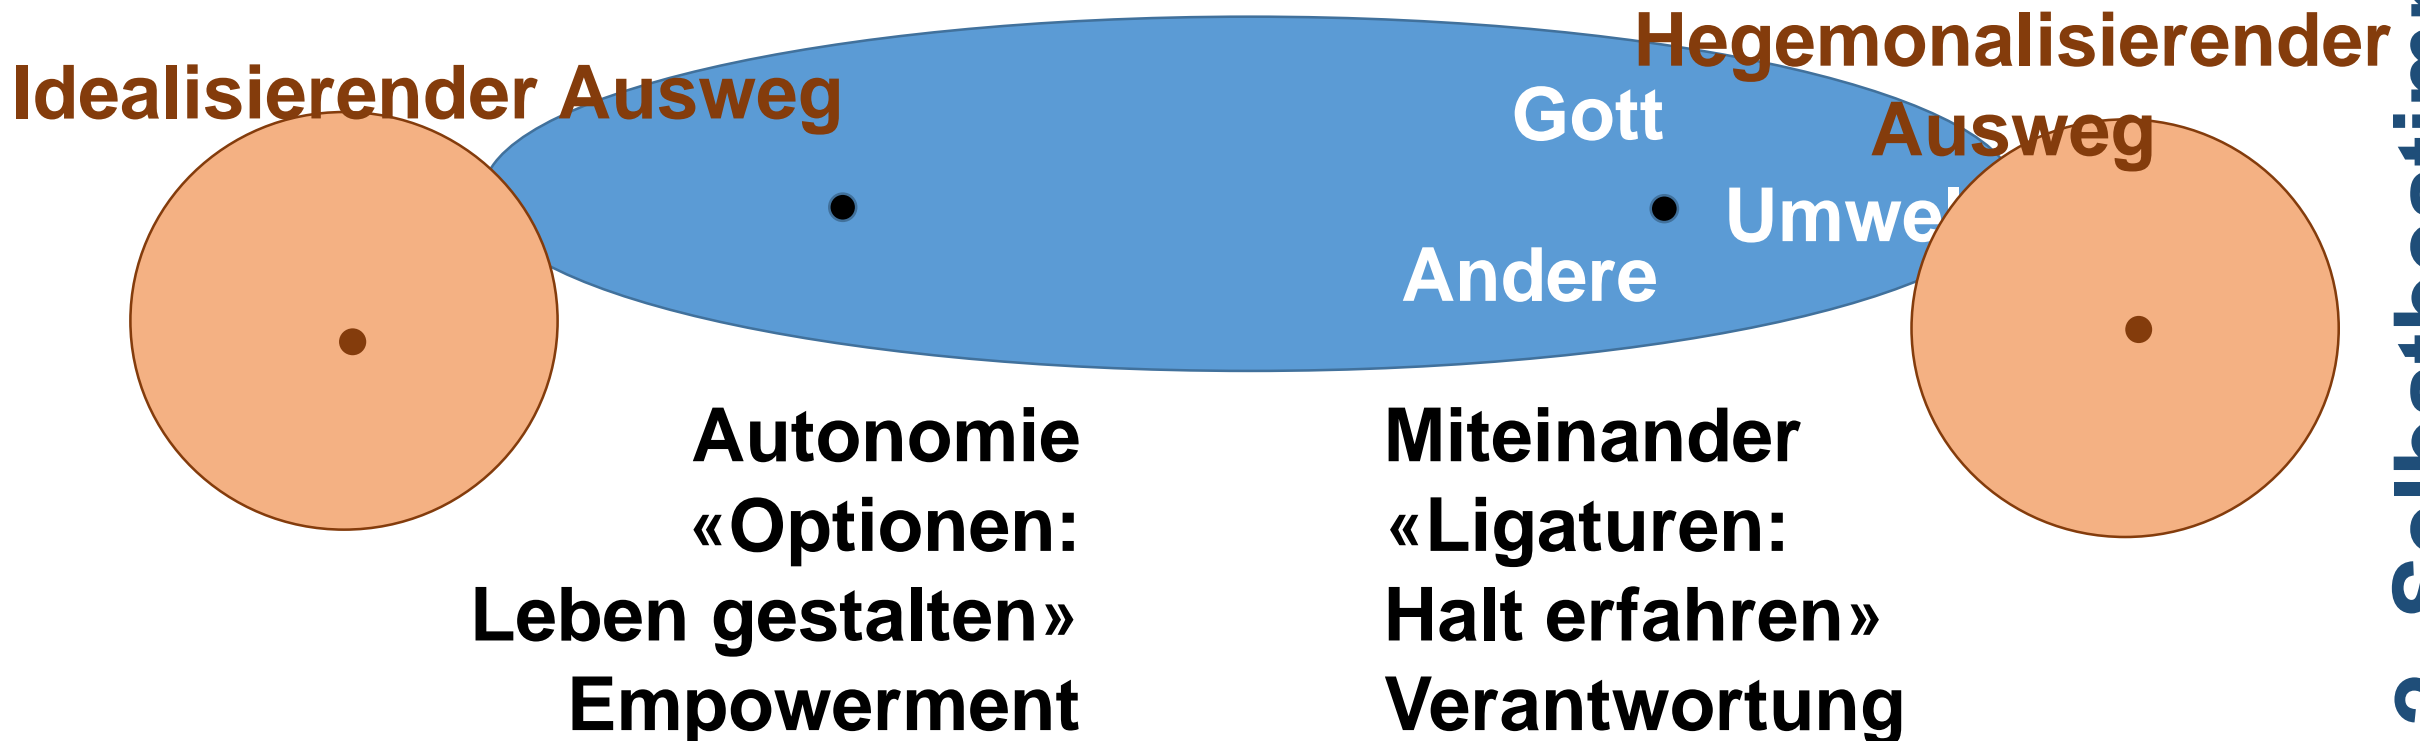 Idealisierender Ausweg
Hegemonalisierender
Ausweg
Gott
Andere
Autonomie
«Optionen:
Leben gestalten»
Empowerment
Miteinander
«Ligaturen:
Halt erfahren»
Verantwortung